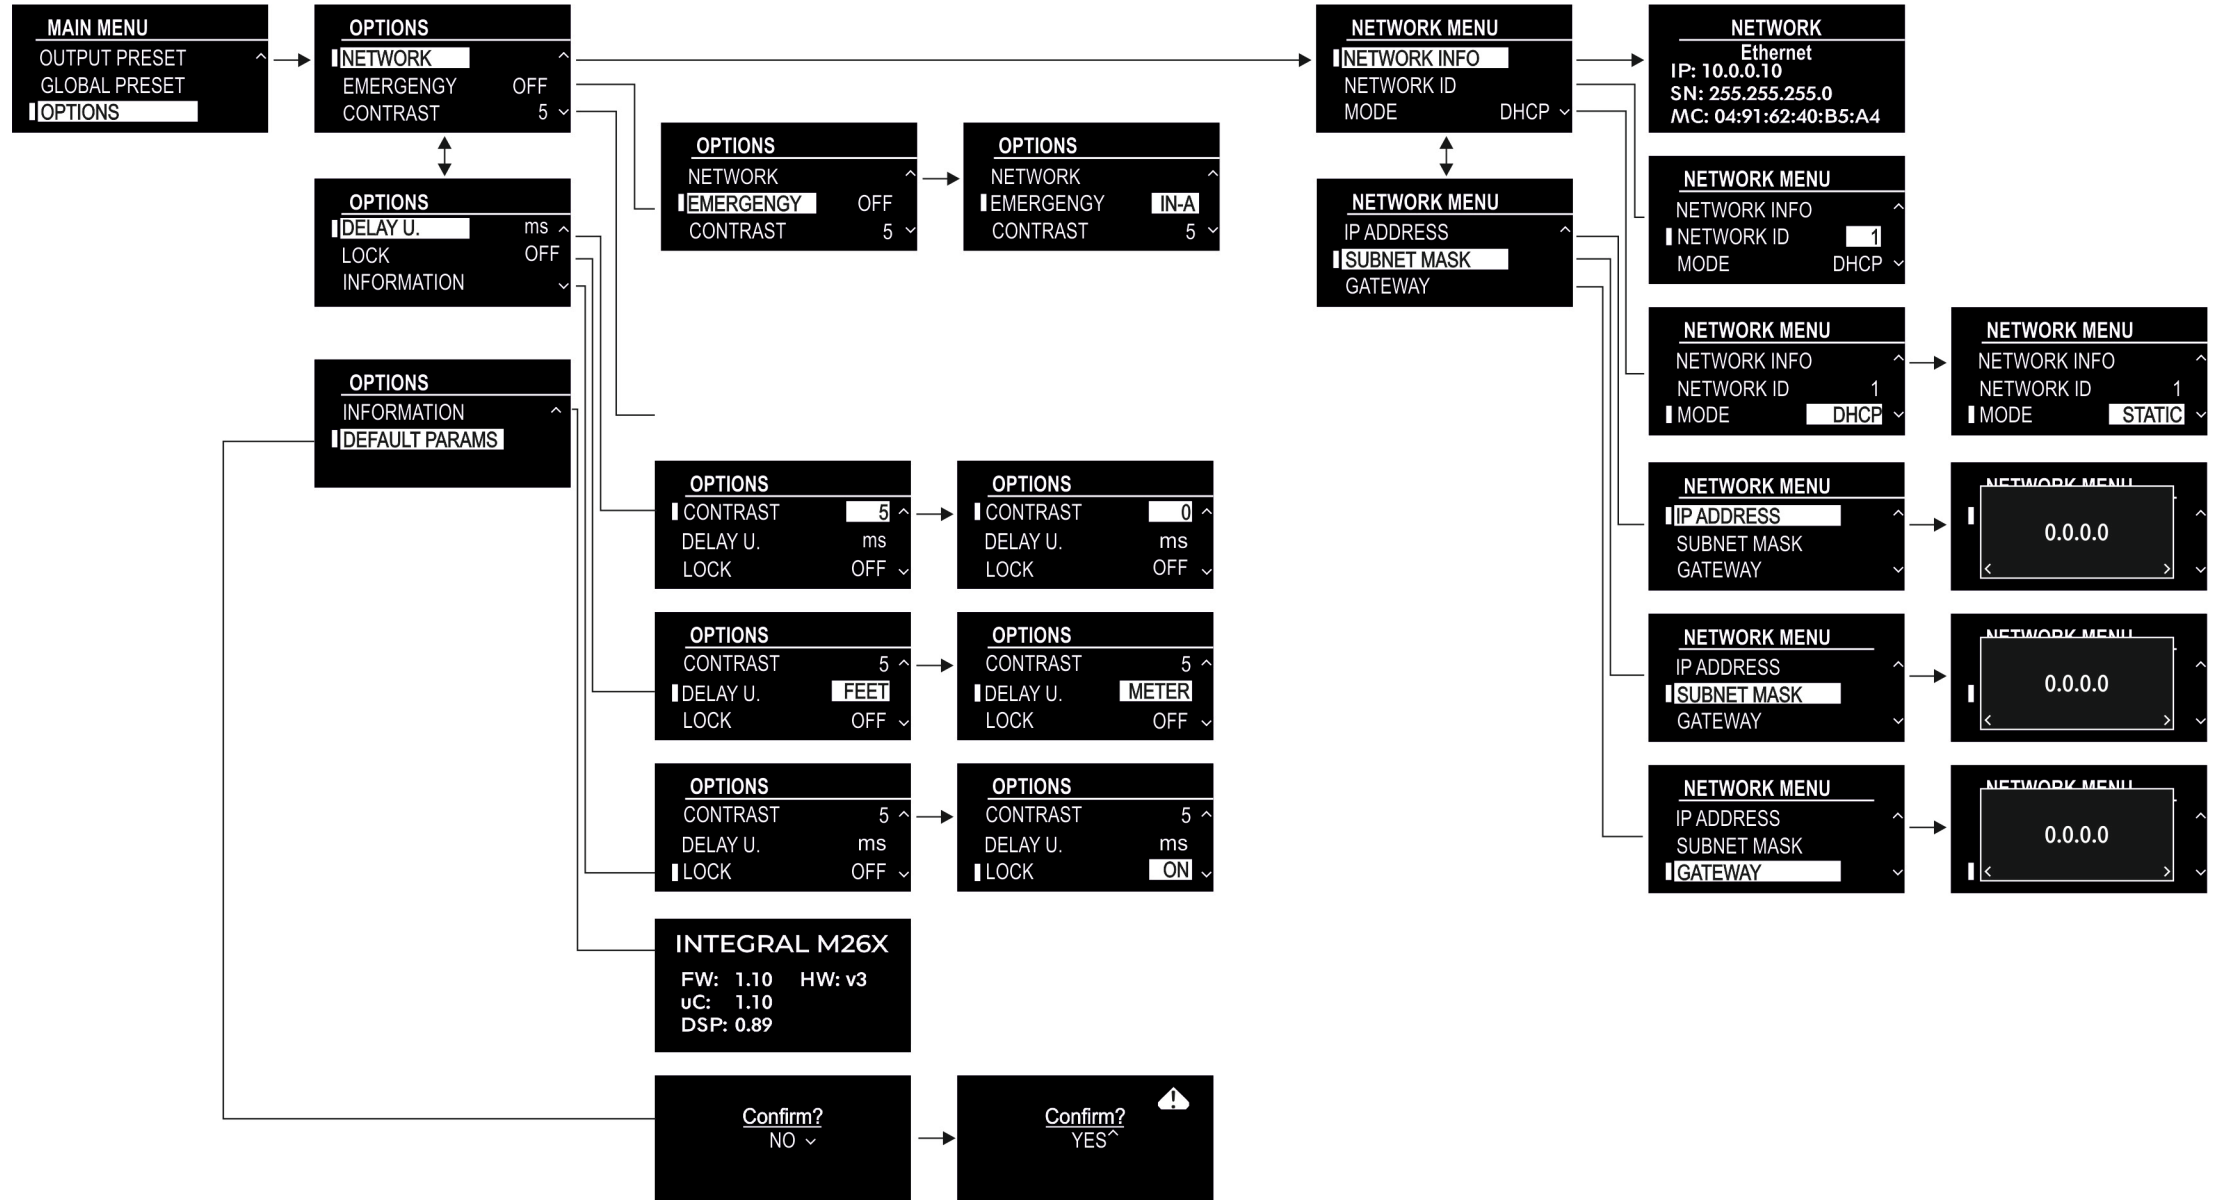 MAIN MENU
OUTPUT PRESET ^
GLOBAL PRESET
OPTIONS
OPTIONS
NETWORK ^
EMERGENGY OFF
CONTRAST 5
OPTIONS
DELAY U. ms ^
LOCK OFF
INFORMATION
OPTIONS
INFORMATION ^
DEFAULT PARAMS
OPTIONS
NETWORK ^
EMERGENGY OFF
CONTRAST 5
OPTIONS
NETWORK ^
EMERGENGY IN-A
CONTRAST 5
OPTIONS
CONTRAST 5 ^
DELAY U. ms
LOCK OFF
OPTIONS
CONTRAST 0 ^
DELAY U. ms
LOCK OFF
OPTIONS
CONTRAST 5 ^
DELAY U. FEET
LOCK OFF
OPTIONS
CONTRAST 5 ^
DELAY U. METER
LOCK OFF
OPTIONS
CONTRAST 5 ^
DELAY U. ms
LOCK OFF
OPTIONS
CONTRAST 5 ^
DELAY U. ms
LOCK ON
INTEGRAL M26X
FW: 1.10 HW: v3
uC: 1.10
DSP: 0.89
Confirm?
NO
Confirm?
YES^
NETWORK MENU
NETWORK INFO
NETWORK ID
MODE DHCP
NETWORK MENU
IP ADDRESS ^
SUBNET MASK
GATEWAY
NETWORK
Ethernet
IP: 10.0.0.10
SN: 255.255.255.0
MC: 04:91:62:40:B5:A4
NETWORK MENU
NETWORK INFO ^
NETWORK ID 1
MODE DHCP
NETWORK MENU
NETWORK INFO ^
NETWORK ID 1
MODE DHCP
NETWORK MENU
NETWORK INFO ^
NETWORK ID 1
MODE STATIC
NETWORK MENU
IP ADDRESS ^
SUBNET MASK
GATEWAY
NETWORK MENU
0.0.0.0
< >
NETWORK MENU
IP ADDRESS ^
SUBNET MASK
GATEWAY
NETWORK MENU
0.0.0.0
< >
NETWORK MENU
IP ADDRESS ^
SUBNET MASK
GATEWAY
NETWORK MENU
0.0.0.0
< >